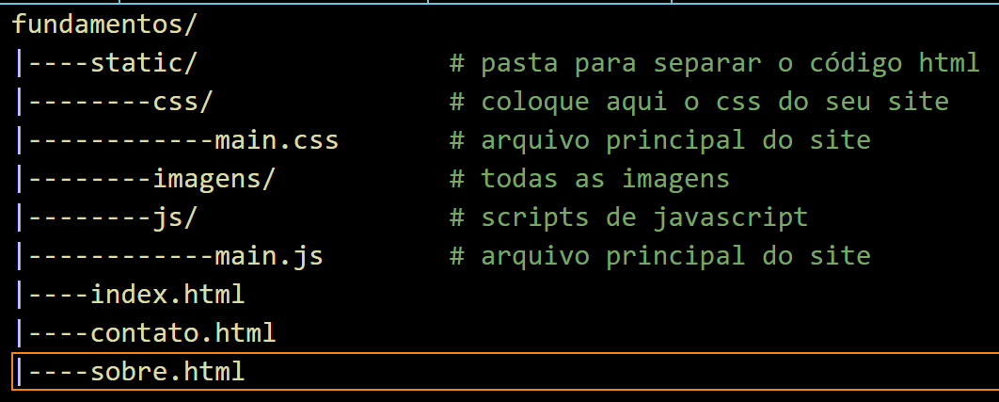 fundamentos/
|----static/                # pasta para separar o código html
|--------css/               # coloque aqui o css do seu site
|------------main.css       # arquivo principal do site
|--------imagens/           # todas as imagens
|--------js/                # scripts de javascript
|------------main.js        # arquivo principal do site
|----index.html
|----contato.html
|----sobre.html